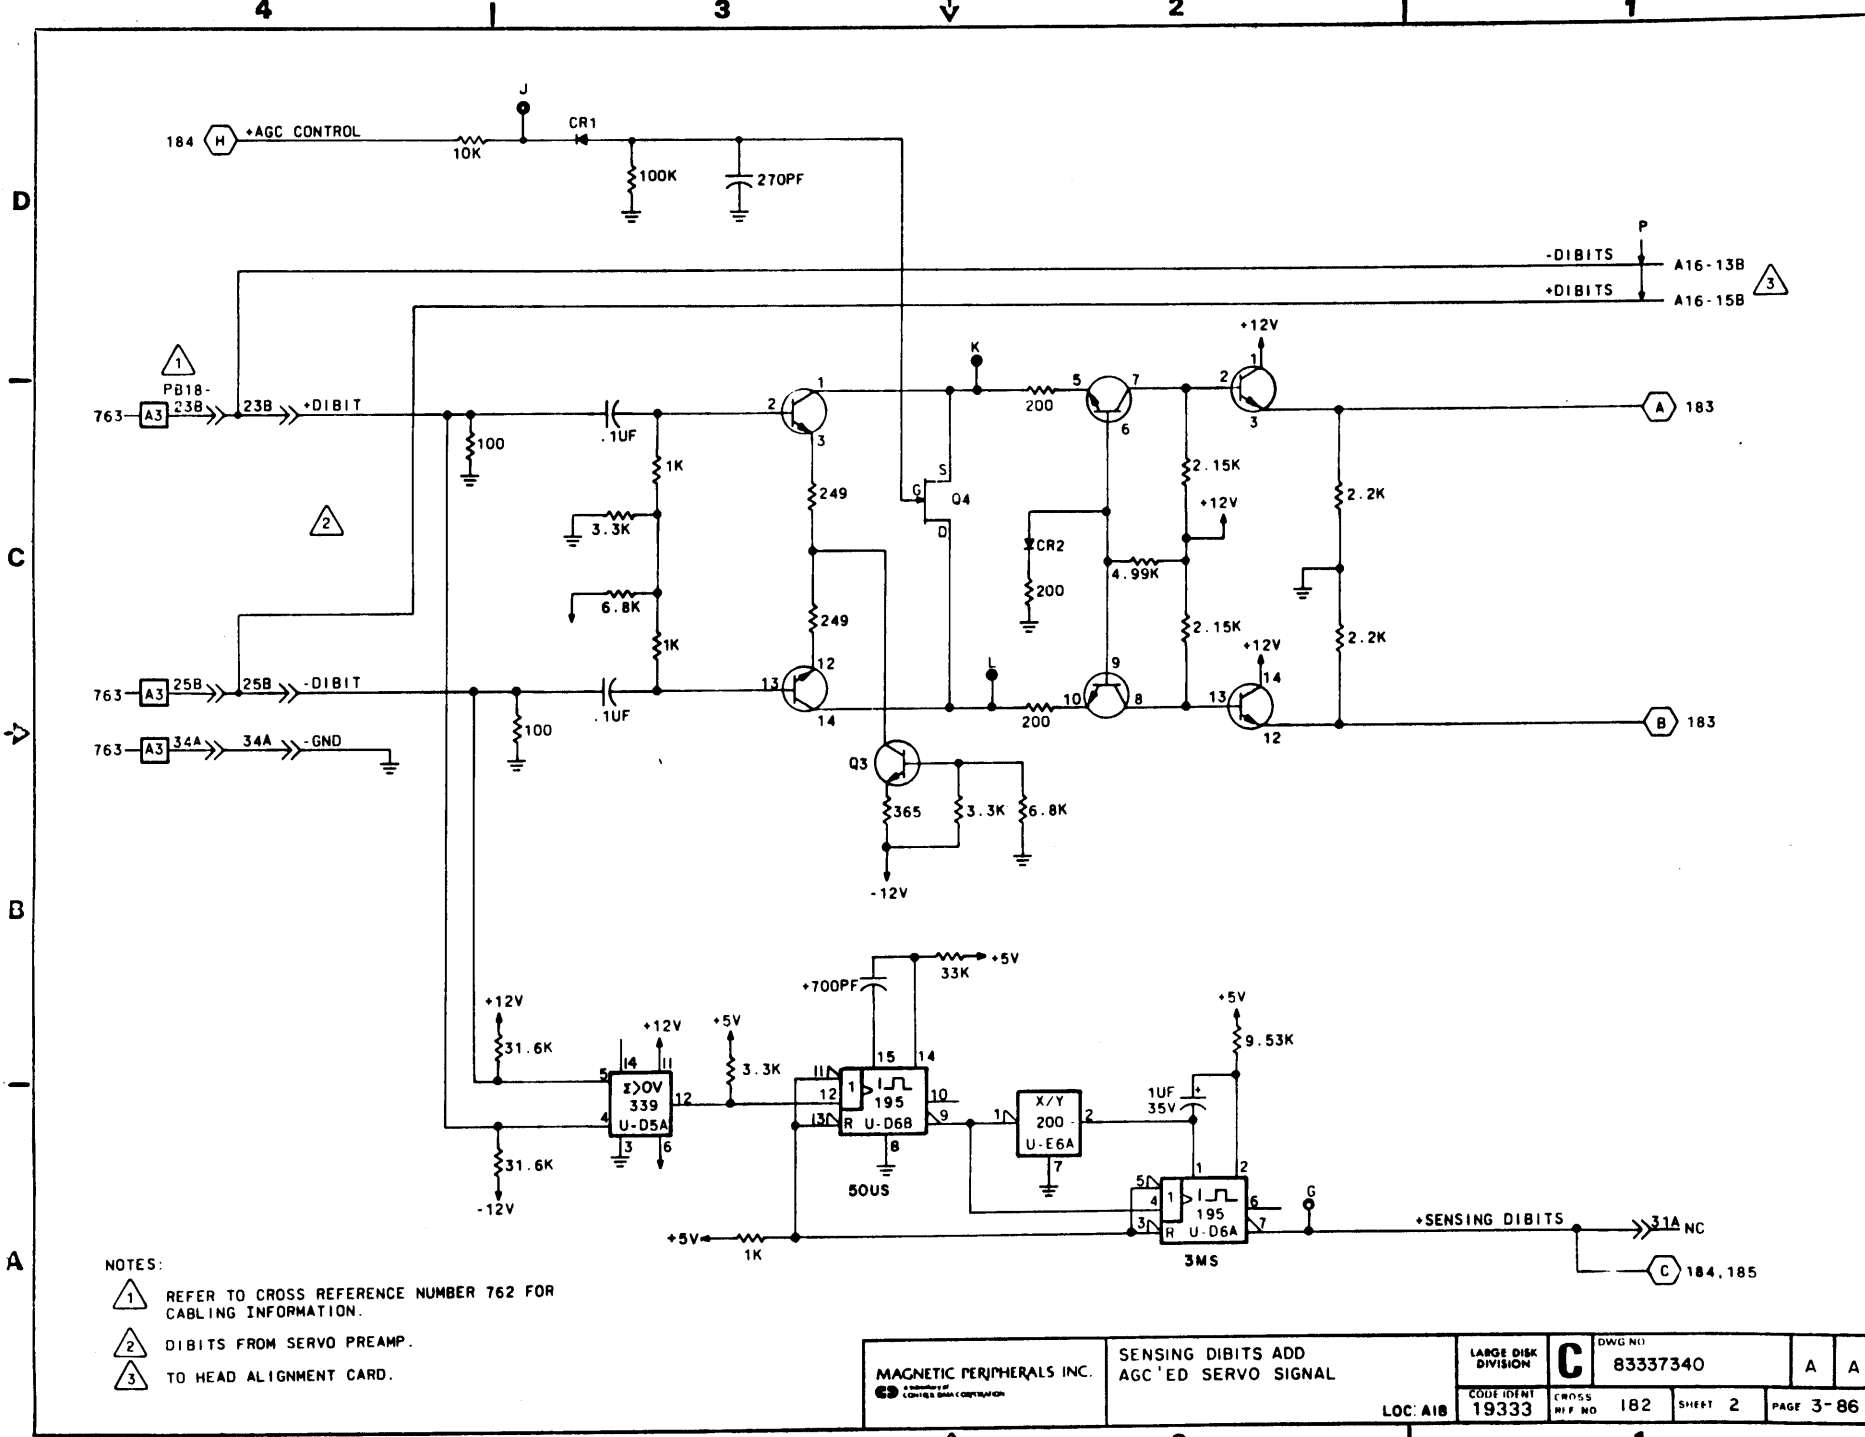 4 3 2 1
J
CR1
184 H +AGC CONTROL
10K
100K
270PF
D
P
-DIBITS A16-13B
+DIBITS A16-15B
3
+12V
1
K
PB18-
763 A3 23B 23B +DIBIT
.1UF
100
2 1
3
200
5 7
6
2 1
3
A 183
1K
249
S
G Q4
D
2.15K
+12V
2.2K
2
3.3K
C
CR2
4.99K
6.8K
200
249
2.15K
2.2K
1K
+12V
12
L
9
14
763 A3 25B 25B -DIBIT
.1UF
13
14
200
10 8
13
12
B 183
100
763 A3 34A 34A -GND
Q3
365
3.3K
6.8K
-12V
B
+5V
33K
+700PF
+12V
31.6K
+12V
+5V
3.3K
+5V
9.53K
14 11
5
Σ>0V
339
12
4
U-D5A
3 6
31.6K
-12V
15 14
11
1
12
195
10
13 R U-D6B 9
8
50US
X/Y
1 200 2
U-E6A
7
1UF
35V
+
1 2
5
1
4
195
6
3 R U-D6A 7
3MS
G
+SENSING DIBITS 31A NC
C 184,185
+5V
1K
A
NOTES:
1 REFER TO CROSS REFERENCE NUMBER 762 FOR
CABLING INFORMATION.
2 DIBITS FROM SERVO PREAMP.
3 TO HEAD ALIGNMENT CARD.
MAGNETIC PERIPHERALS INC.
a subsidiary of
CONTROL DATA CORPORATION
SENSING DIBITS ADD
AGC'ED SERVO SIGNAL
LOC: A18
LARGE DISK
DIVISION
C
DWG NO
83337340
A A
CODE IDENT
19333
CROSS
REF NO 182
SHEET 2
PAGE 3-86
1